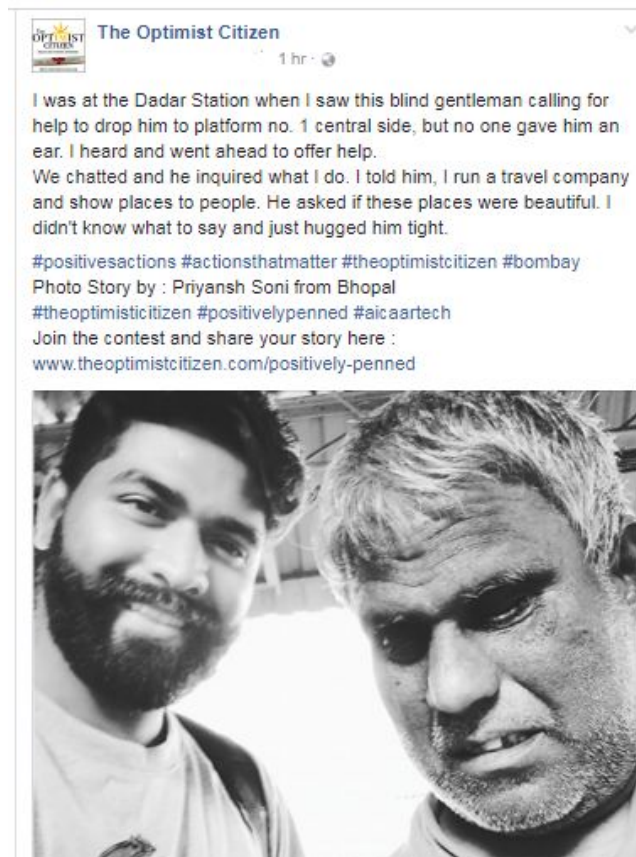 The
OPTIMIST
CITIZEN
The Optimist Citizen
1 hr ·
I was at the Dadar Station when I saw this blind gentleman calling for
help to drop him to platform no. 1 central side, but no one gave him an
ear. I heard and went ahead to offer help.
We chatted and he inquired what I do. I told him, I run a travel company
and show places to people. He asked if these places were beautiful. I
didn't know what to say and just hugged him tight.
#positivesactions #actionsthatmatter #theoptimistcitizen #bombay
Photo Story by : Priyansh Soni from Bhopal
#theoptimisticitizen #positivelypenned #aicaartech
Join the contest and share your story here :
www.theoptimistcitizen.com/positively-penned